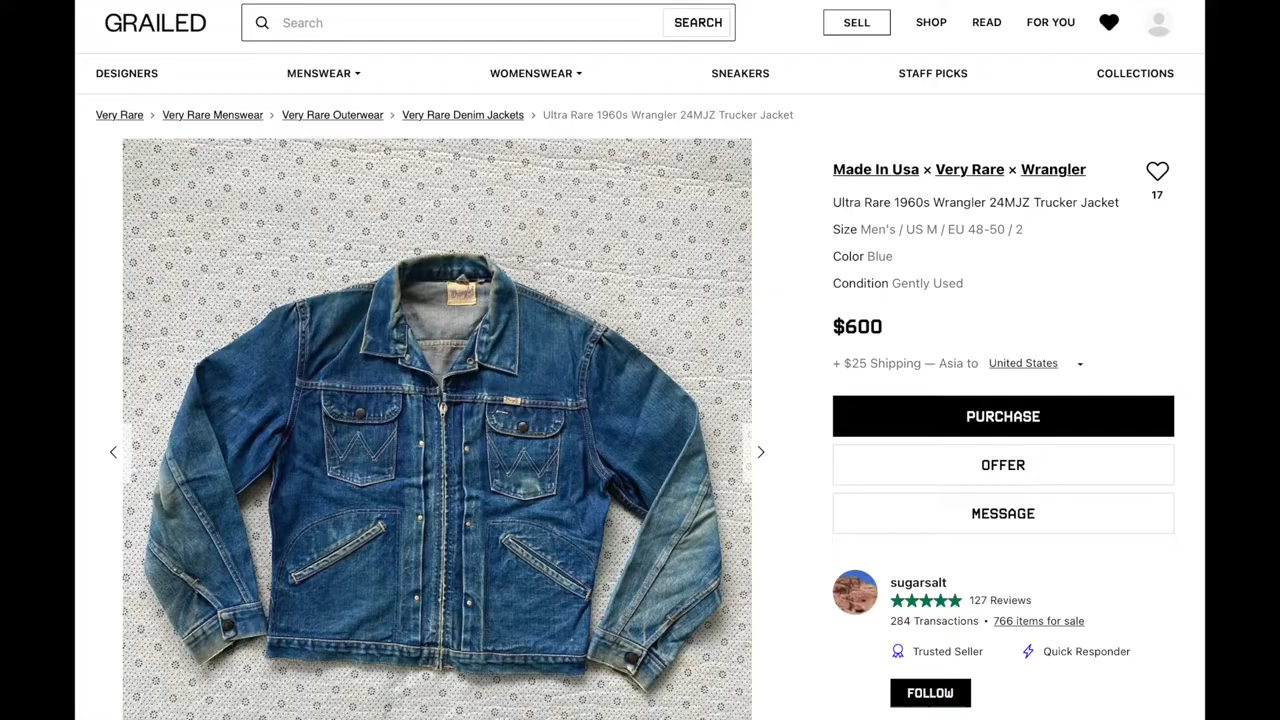 GRAILED
Search
SEARCH
SELL
SHOP
READ
FOR YOU
DESIGNERS
MENSWEAR
WOMENSWEAR
SNEAKERS
STAFF PICKS
COLLECTIONS
Very Rare > Very Rare Menswear > Very Rare Outerwear > Very Rare Denim Jackets > Ultra Rare 1960s Wrangler 24MJZ Trucker Jacket
Made In Usa × Very Rare × Wrangler
17
Ultra Rare 1960s Wrangler 24MJZ Trucker Jacket
Size Men's / US M / EU 48-50 / 2
Color Blue
Condition Gently Used
$600
+ $25 Shipping — Asia to United States
PURCHASE
OFFER
MESSAGE
sugarsalt
127 Reviews
284 Transactions • 766 items for sale
Trusted Seller
Quick Responder
FOLLOW